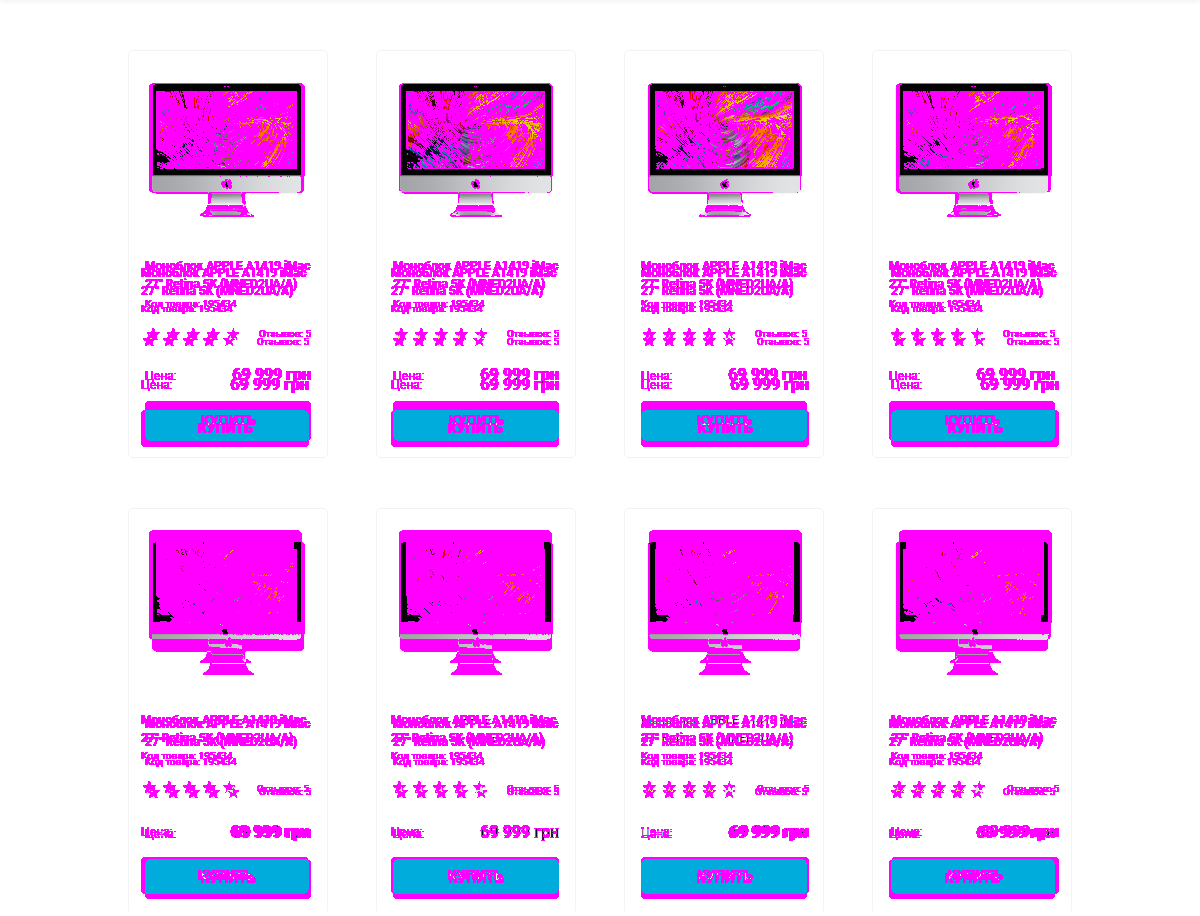 Моноблок APPLE A1419 iMac
27" Retina 5K (MNED2UA/A)
Код товара: 195434
Отзывов: 5
Цена: 69 999 грн
КУПИТЬ
Моноблок APPLE A1419 iMac
27" Retina 5K (MNED2UA/A)
Код товара: 195434
Отзывов: 5
Цена: 69 999 грн
КУПИТЬ
Моноблок APPLE A1419 iMac
27" Retina 5K (MNED2UA/A)
Код товара: 195434
Отзывов: 5
Цена: 69 999 грн
КУПИТЬ
Моноблок APPLE A1419 iMac
27" Retina 5K (MNED2UA/A)
Код товара: 195434
Отзывов: 5
Цена: 69 999 грн
КУПИТЬ
Моноблок APPLE A1419 iMac
27" Retina 5K (MNED2UA/A)
Код товара: 195434
Отзывов: 5
Цена: 69 999 грн
КУПИТЬ
Моноблок APPLE A1419 iMac
27" Retina 5K (MNED2UA/A)
Код товара: 195434
Отзывов: 5
Цена: 69 999 грн
КУПИТЬ
Моноблок APPLE A1419 iMac
27" Retina 5K (MNED2UA/A)
Код товара: 195434
Отзывов: 5
Цена: 69 999 грн
КУПИТЬ
Моноблок APPLE A1419 iMac
27" Retina 5K (MNED2UA/A)
Код товара: 195434
Отзывов: 5
Цена: 69 999 грн
КУПИТЬ